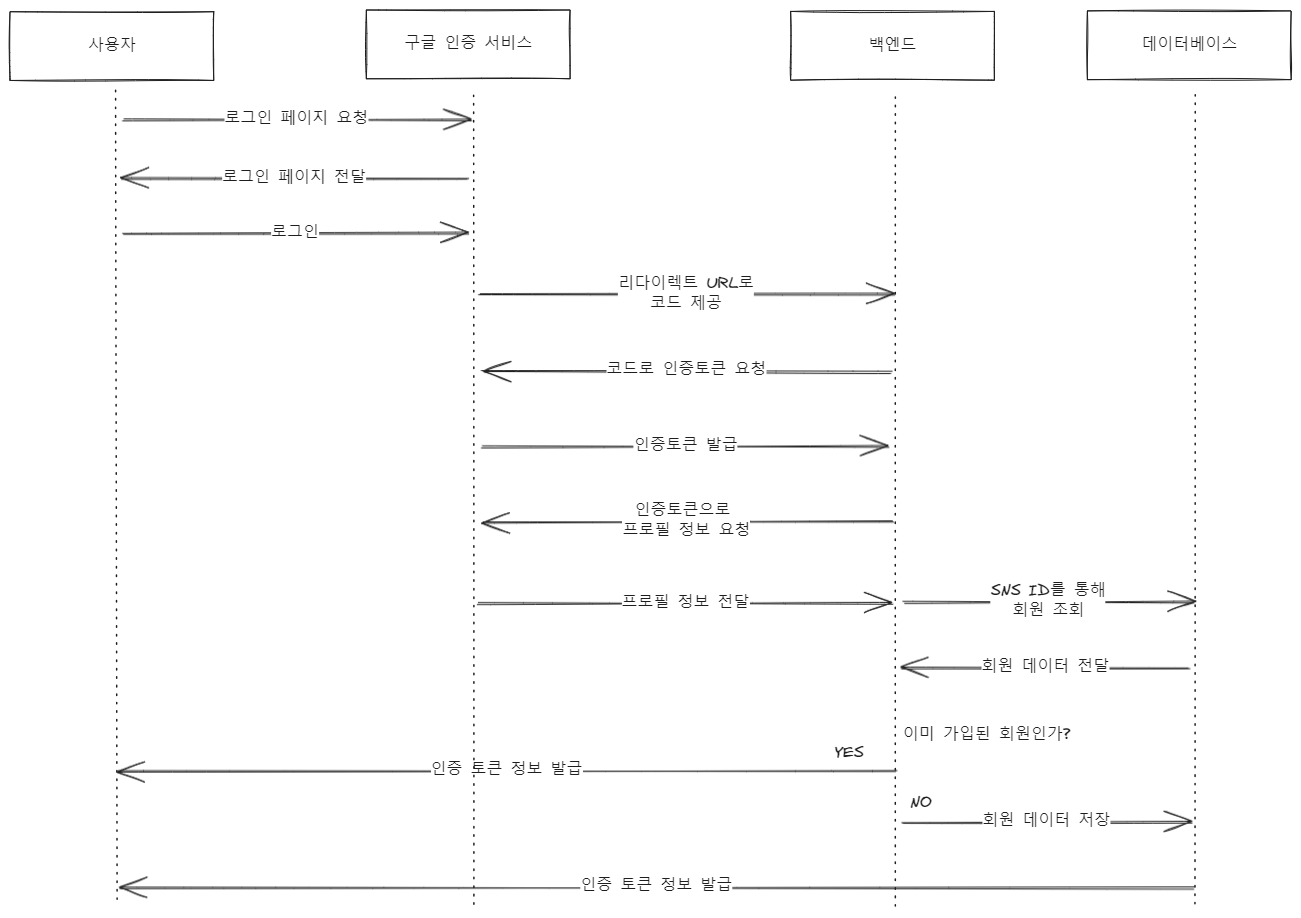 사용자
구글 인증 서비스
백엔드
데이터베이스
로그인 페이지 요청
로그인 페이지 전달
로그인
리다이렉트 URL로
코드 제공
코드로 인증토큰 요청
인증토큰 발급
인증토큰으로
프로필 정보 요청
프로필 정보 전달
SNS ID를 통해
회원 조회
회원 데이터 전달
이미 가입된 회원인가?
YES
인증 토큰 정보 발급
NO
회원 데이터 저장
인증 토큰 정보 발급